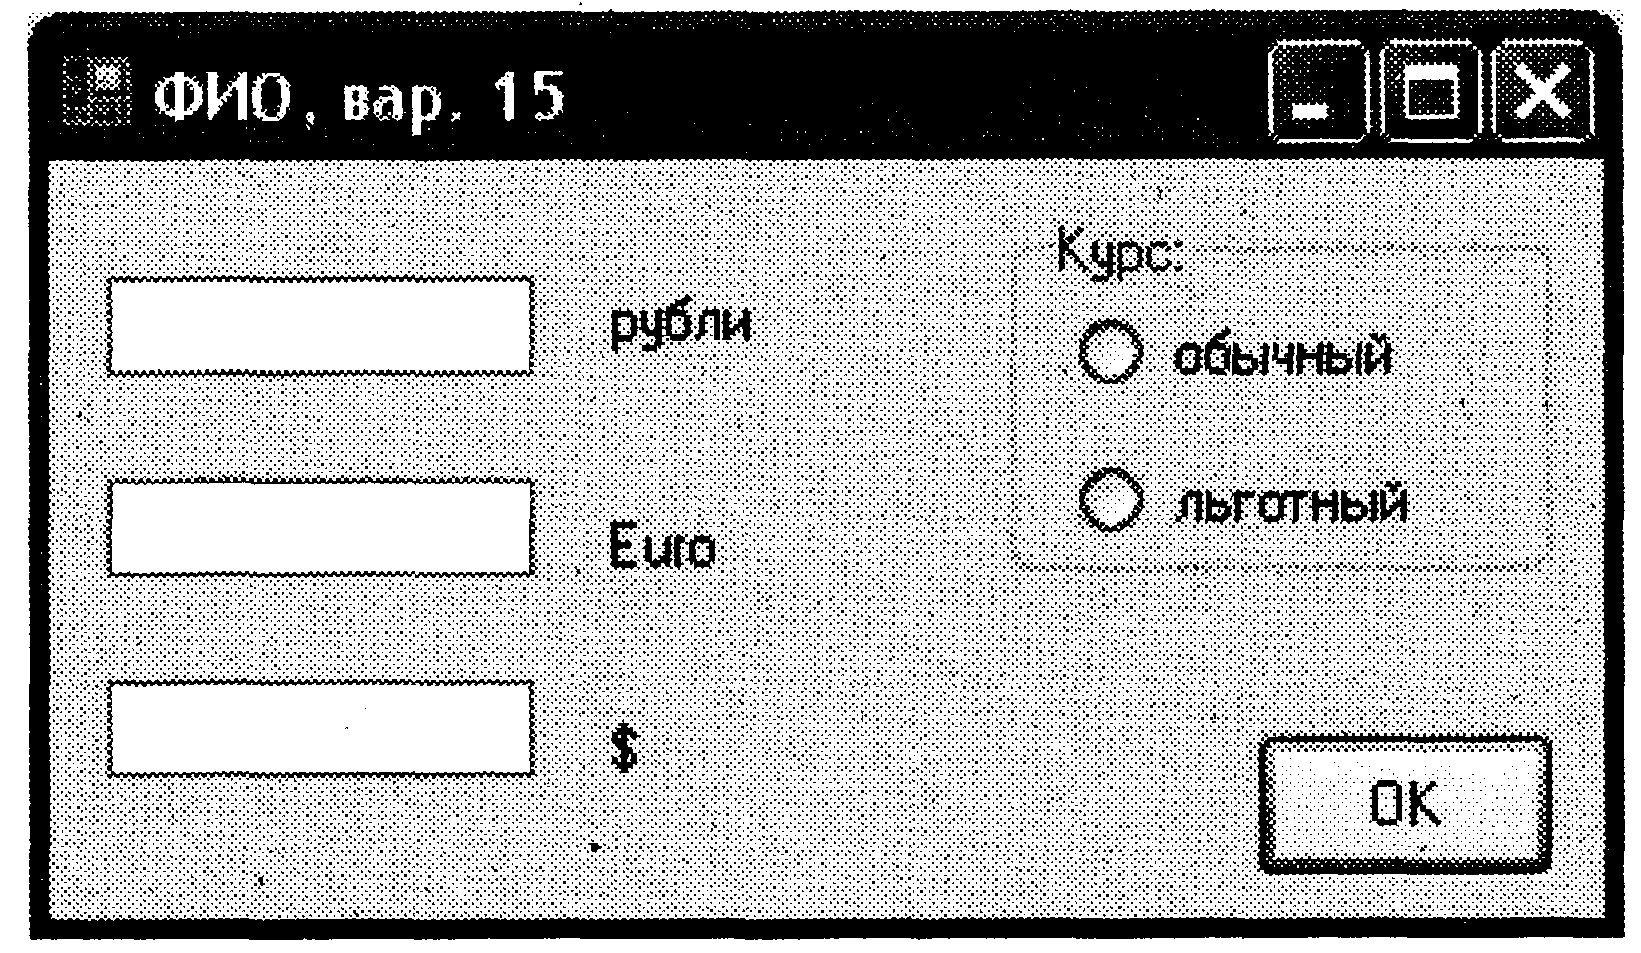 ФИО, вар. 15
рубли
Euro
$
Курс:
обычный
льготный
OK